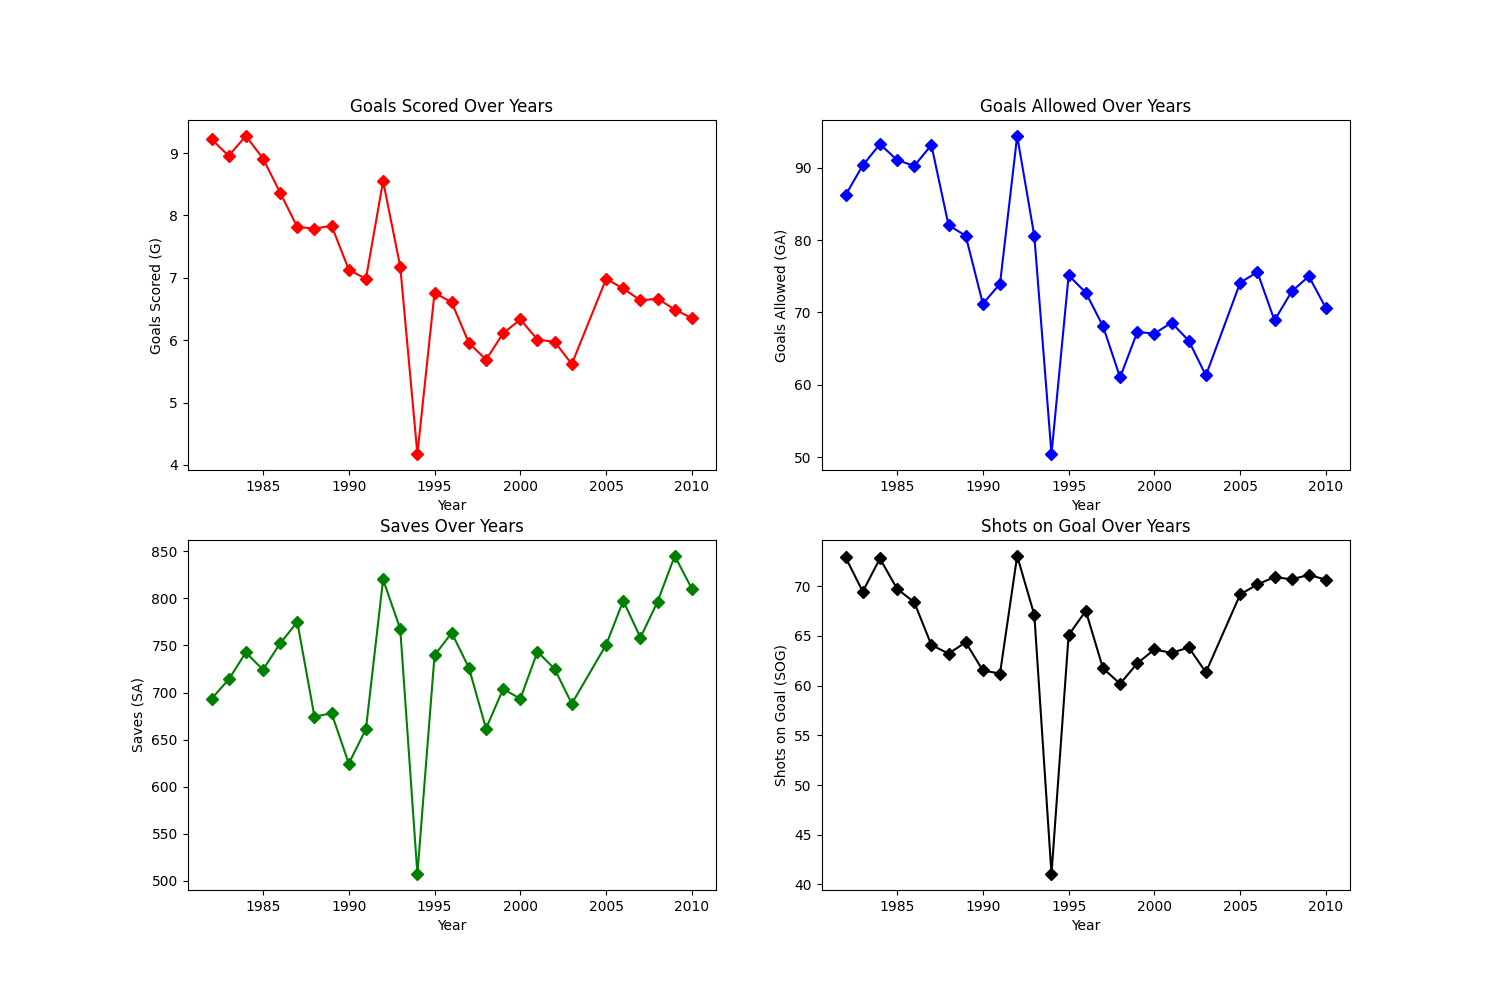 Goals Scored Over Years
Goals Scored (G)
9
8
7
6
5
4
1985 1990 1995 2000 2005 2010
Year
Goals Allowed Over Years
Goals Allowed (GA)
90
80
70
60
50
1985 1990 1995 2000 2005 2010
Year
Saves Over Years
Saves (SA)
850
800
750
700
650
600
550
500
1985 1990 1995 2000 2005 2010
Year
Shots on Goal Over Years
Shots on Goal (SOG)
70
65
60
55
50
45
40
1985 1990 1995 2000 2005 2010
Year